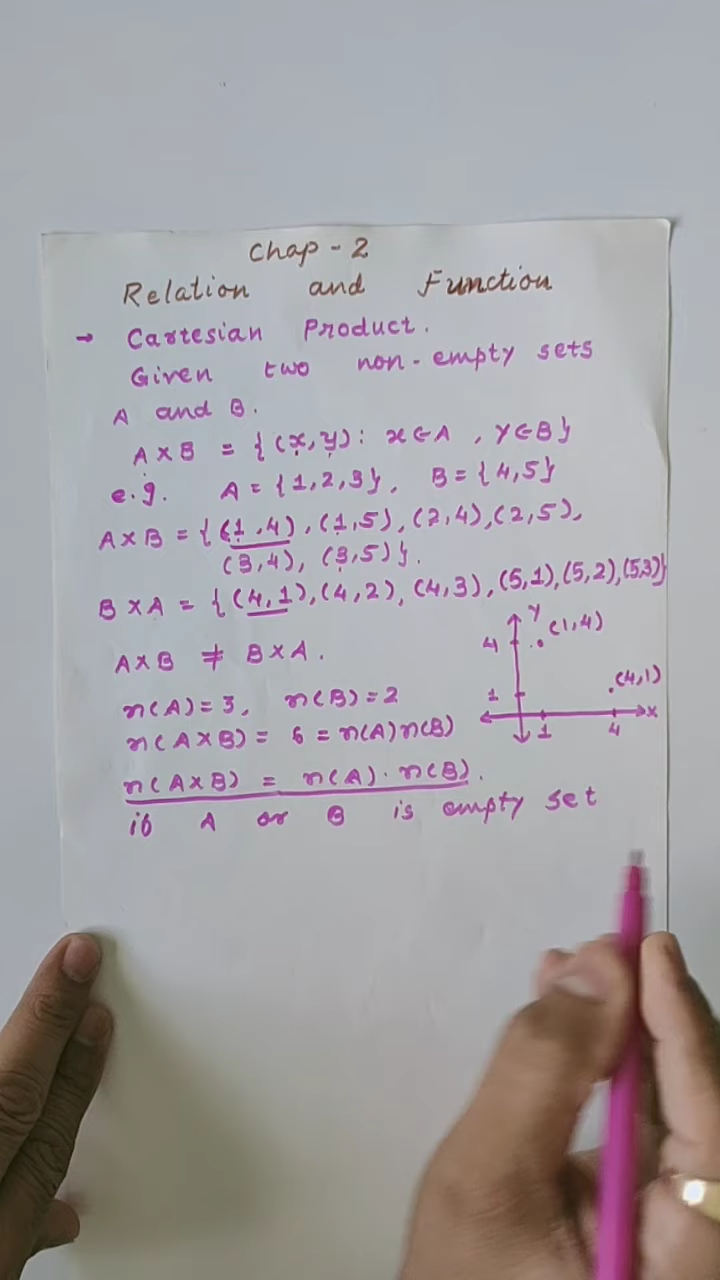 Chap - 2
Relation and Function
→ Cartesian Product.
Given two non-empty sets
A and B.
A×B = {(x,y): x∈A , y∈B}
e.g. A = {1,2,3}, B = {4,5}
A×B = {(1,4), (1,5), (2,4), (2,5),
(3,4), (3,5)}.
B×A = {(4,1), (4,2), (4,3), (5,1), (5,2), (5,3)}
A×B ≠ B×A.
n(A) = 3, n(B) = 2
n(A×B) = 6 = n(A)n(B)
n(A×B) = n(A)·n(B).
if A or B is empty set
Y
4 (1,4)
1 (4,1)
X
1 4